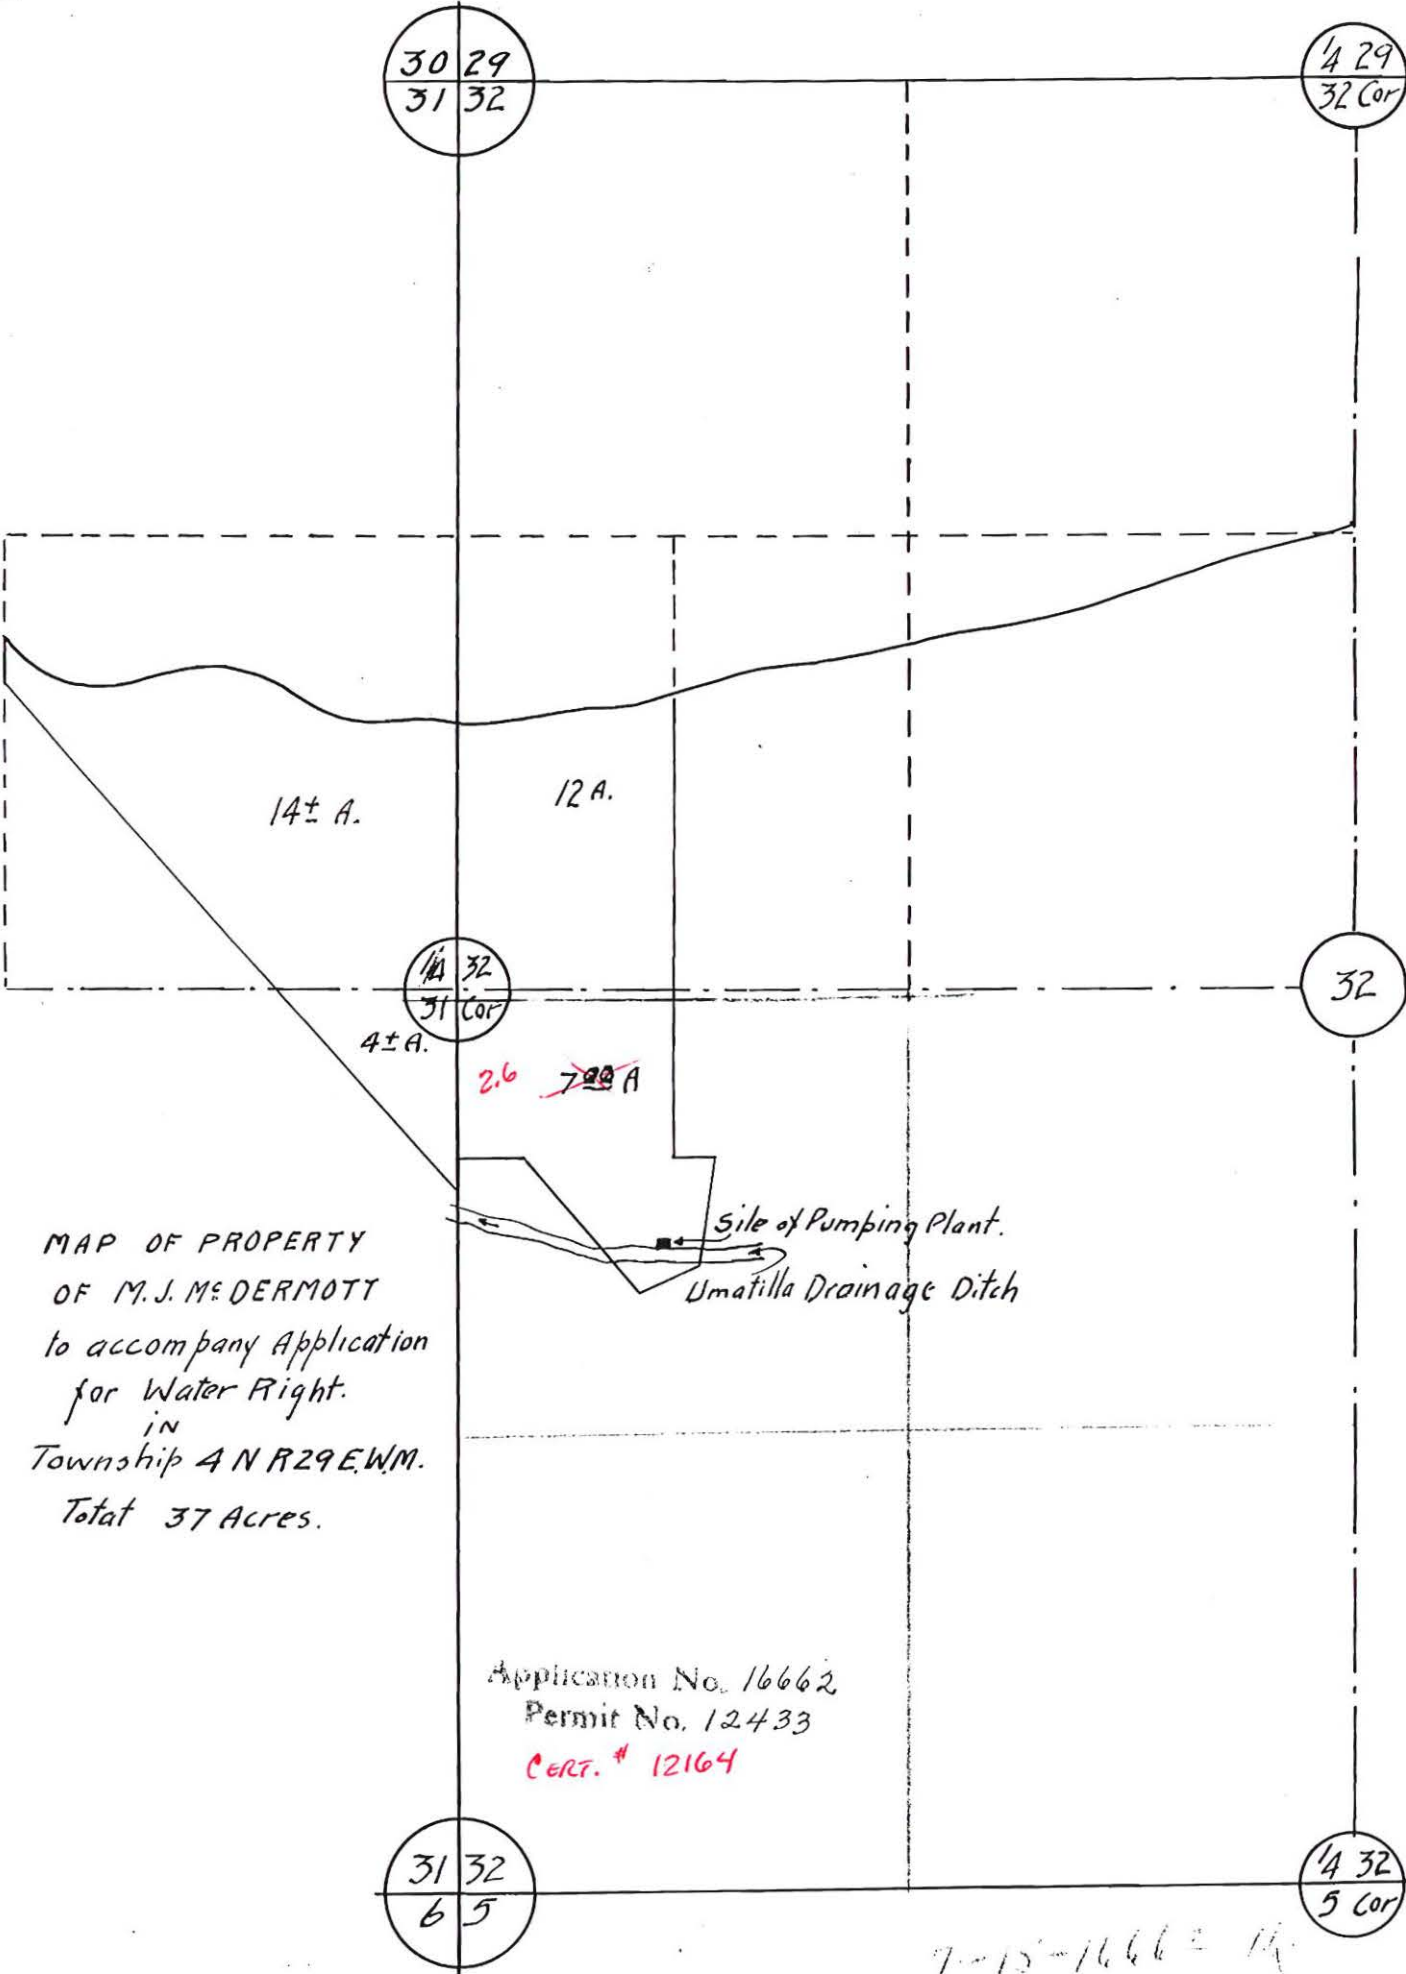 30 29
31 32
1/4 29
32 Cor
14± A.
12 A.
1/4 32
31 Cor
32
4± A.
2.6 A
Site of Pumping Plant.
Umatilla Drainage Ditch
MAP OF PROPERTY
OF M.J. McDERMOTT
to accompany Application
for Water Right.
IN
Township 4 N R29 E.W.M.
Total 37 Acres.
Application No. 16662
Permit No. 12433
CERT. # 12164
31 32
6 5
1/4 32
5 Cor